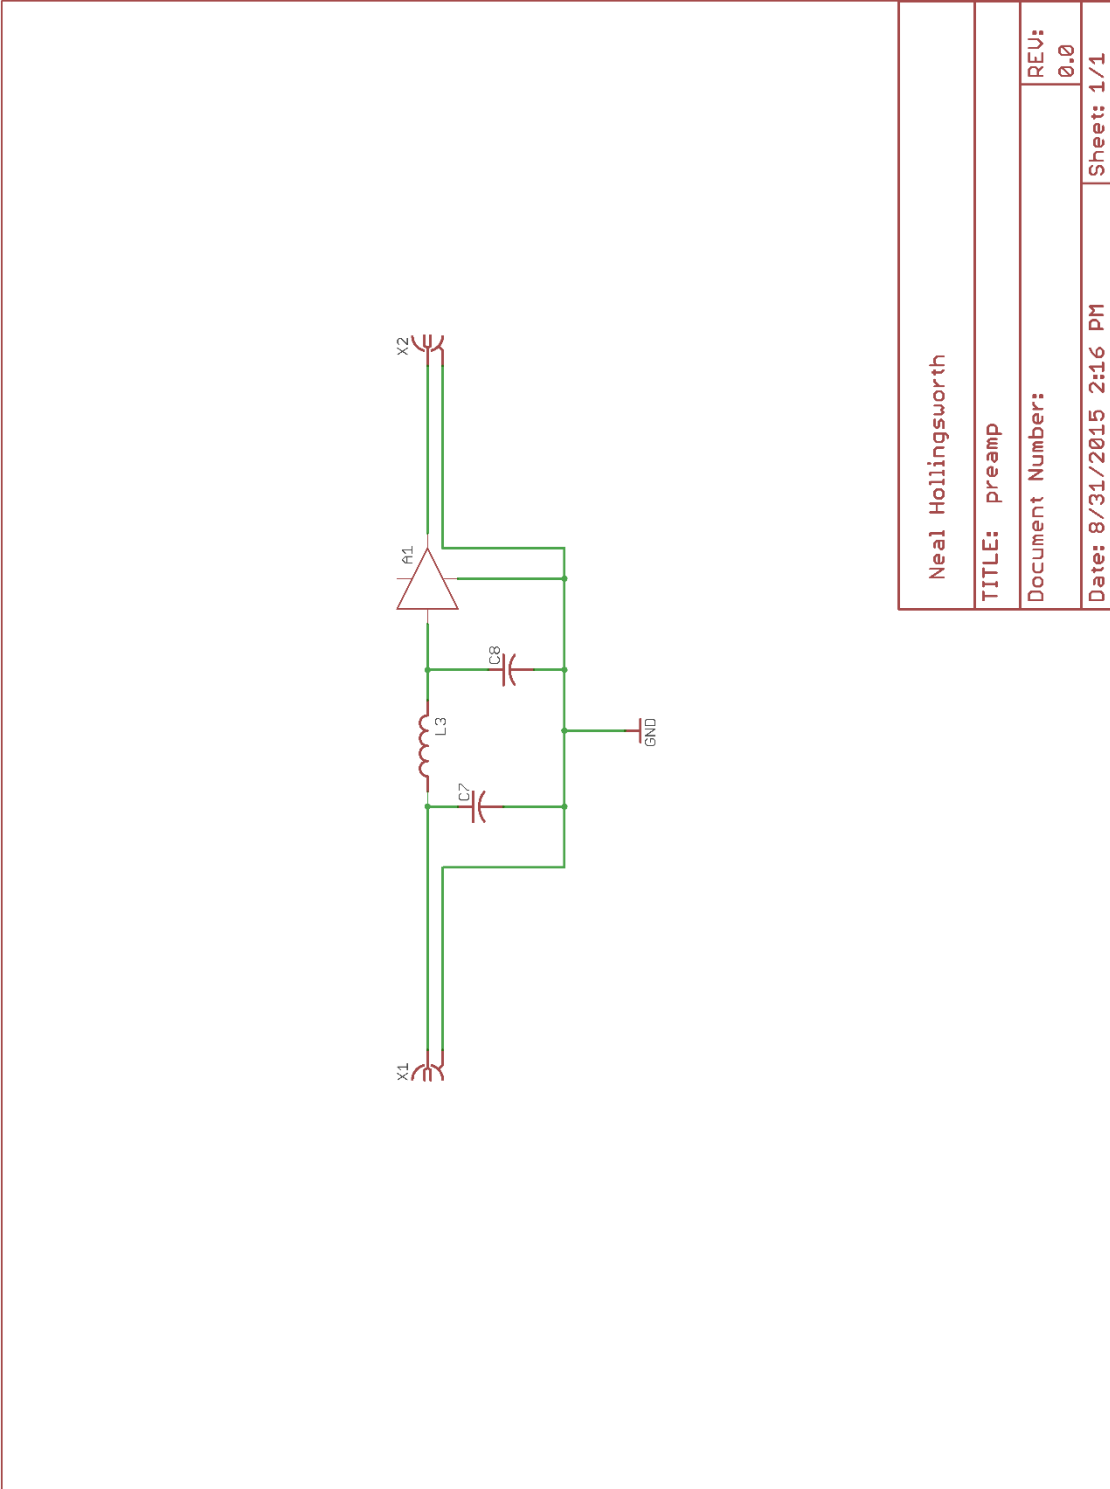 X1
C7
L3
C8
A1
X2
GND
Neal Hollingsworth
TITLE: preamp
Document Number:
REV:
0.0
Date: 8/31/2015 2:16 PM
Sheet: 1/1